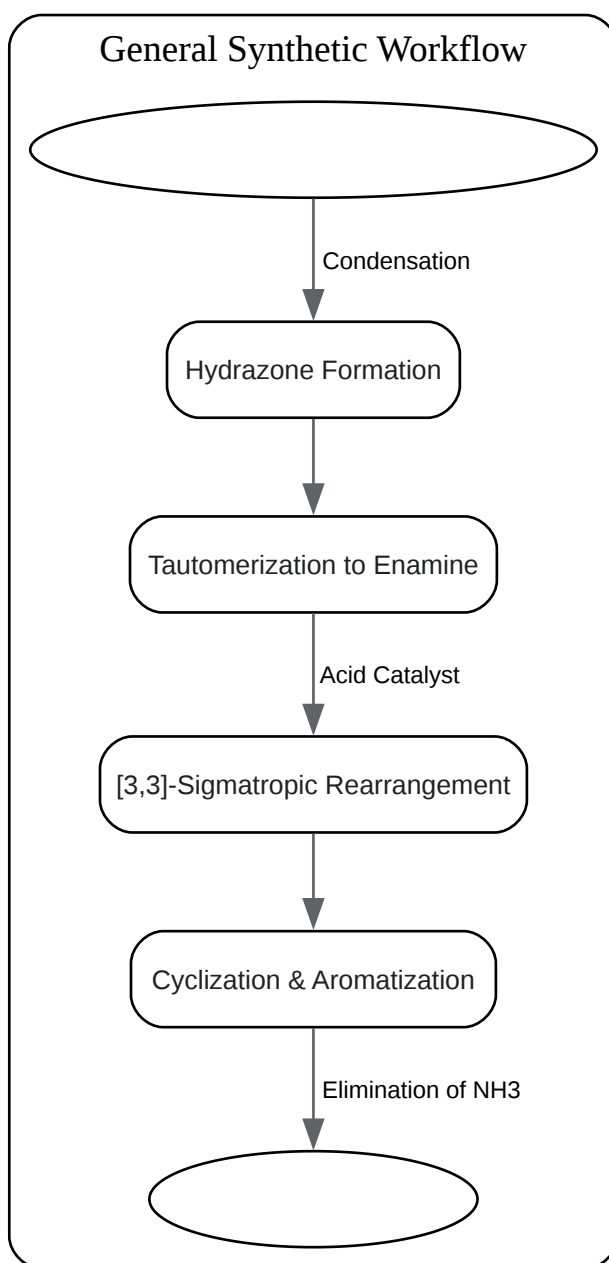 General Synthetic Workflow
Condensation
Hydrazone Formation
Tautomerization to Enamine
Acid Catalyst
[3,3]-Sigmatropic Rearrangement
Cyclization & Aromatization
Elimination of NH3